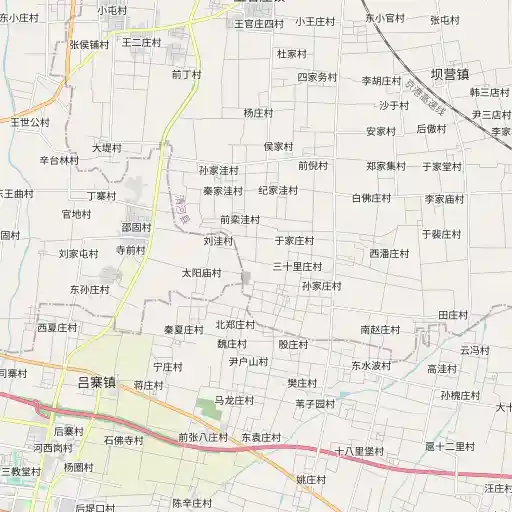 小屯村
东小庄村
张侯铺村
王二庄村
王官庄四村
小王庄村
东小官村
张屯村
杜家村
前丁村
四家务村
李胡庄村
坝营镇
京港高速线
韩三店村
沙于村
尹三店村
杨庄村
王世公村
安家村
后傲村
李家
大堤村
侯家村
辛台林村
孙家洼村
前倪村
郑家集村
于家堂村
丁寨村
秦家洼村
纪家洼村
东王曲村
白佛庄村
李家庙村
清河县
官地村
邵固村
前梁洼村
固村
刘洼村
于家庄村
于装庄村
寺前村
刘家屯村
西潘庄村
太阳庙村
三十里庄村
东孙庄村
孙家庄村
田庄村
西夏庄村
秦夏庄村
北郑庄村
南赵庄村
魏庄村
殷庄村
云冯村
司寨村
宁庄村
尹户山村
东水波村
高洼村
吕寨镇
蒋庄村
樊庄村
孙槐庄村
马龙庄村
苇子园村
大十
后寨村
石佛寺村
前张八庄村
东袁庄村
扈十二里村
河西岗村
十八里堡村
三教堂村
杨圈村
姚庄村
汪庄村
后堤口村
陈辛庄村